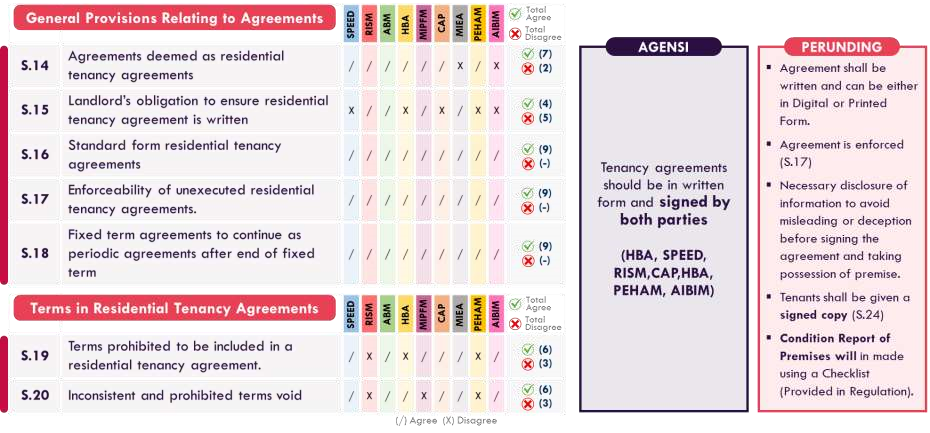 General Provisions Relating to Agreements
SPEED RISM ABM HBA MIPFM CAP MIEA PEHAM AIBIM
Total Agree
Total Disagree
S.14
Agreements deemed as residential
tenancy agreements
/ / / / / / X / X
(7)
(2)
S.15
Landlord's obligation to ensure residential
tenancy agreement is written
X / / X / X / X X
(4)
(5)
S.16
Standard form residential tenancy
agreements
/ / / / / / / / /
(9)
(-)
S.17
Enforceability of unexecuted residential
tenancy agreements.
/ / / / / / / / /
(9)
(-)
S.18
Fixed term agreements to continue as
periodic agreements after end of fixed
term
/ / / / / / / / /
(9)
(-)
Terms in Residential Tenancy Agreements
SPEED RISM ABM HBA MIPFM CAP MIEA PEHAM AIBIM
Total Agree
Total Disagree
S.19
Terms prohibited to be included in a
residential tenancy agreement.
/ X / X / / / X /
(6)
(3)
S.20
Inconsistent and prohibited terms void
/ X / / X / / X /
(6)
(3)
(/) Agree (X) Disagree
AGENSI
Tenancy agreements
should be in written
form and signed by
both parties
(HBA, SPEED,
RISM,CAP,HBA,
PEHAM, AIBIM)
PERUNDING
▪ Agreement shall be
written and can be either
in Digital or Printed
Form.
▪ Agreement is enforced
(S.17)
▪ Necessary disclosure of
information to avoid
misleading or deception
before signing the
agreement and taking
possession of premise.
▪ Tenants shall be given a
signed copy (S.24)
▪ Condition Report of
Premises will in made
using a Checklist
(Provided in Regulation).